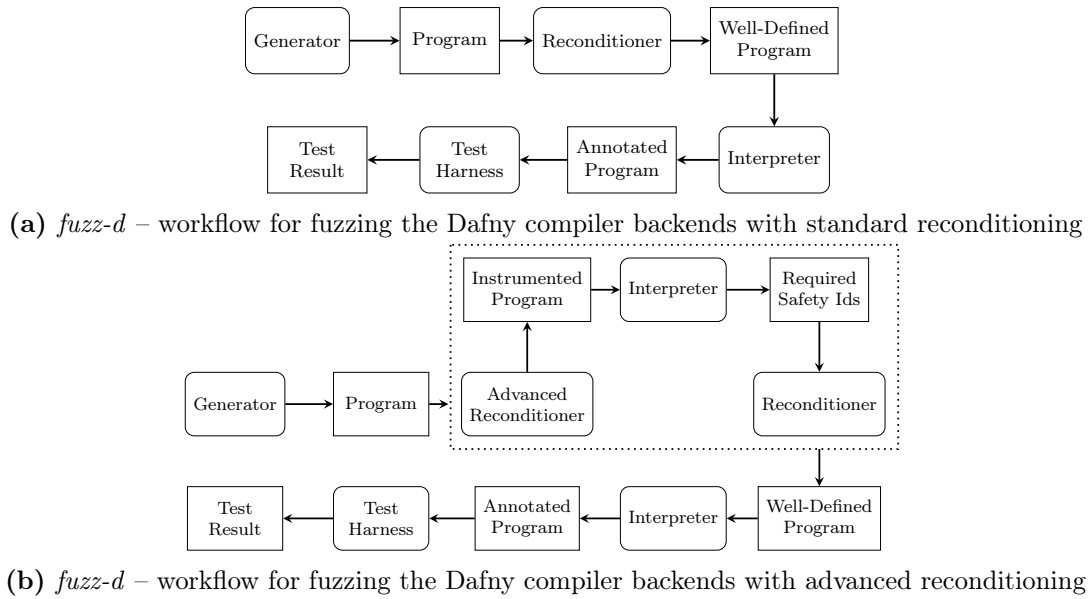 Generator
Program
Reconditioner
Well-Defined
Program
Test
Result
Test
Harness
Annotated
Program
Interpreter
(a) fuzz-d – workflow for fuzzing the Dafny compiler backends with standard reconditioning
Instrumented
Program
Interpreter
Required
Safety Ids
Generator
Program
Advanced
Reconditioner
Reconditioner
Test
Result
Test
Harness
Annotated
Program
Interpreter
Well-Defined
Program
(b) fuzz-d – workflow for fuzzing the Dafny compiler backends with advanced reconditioning